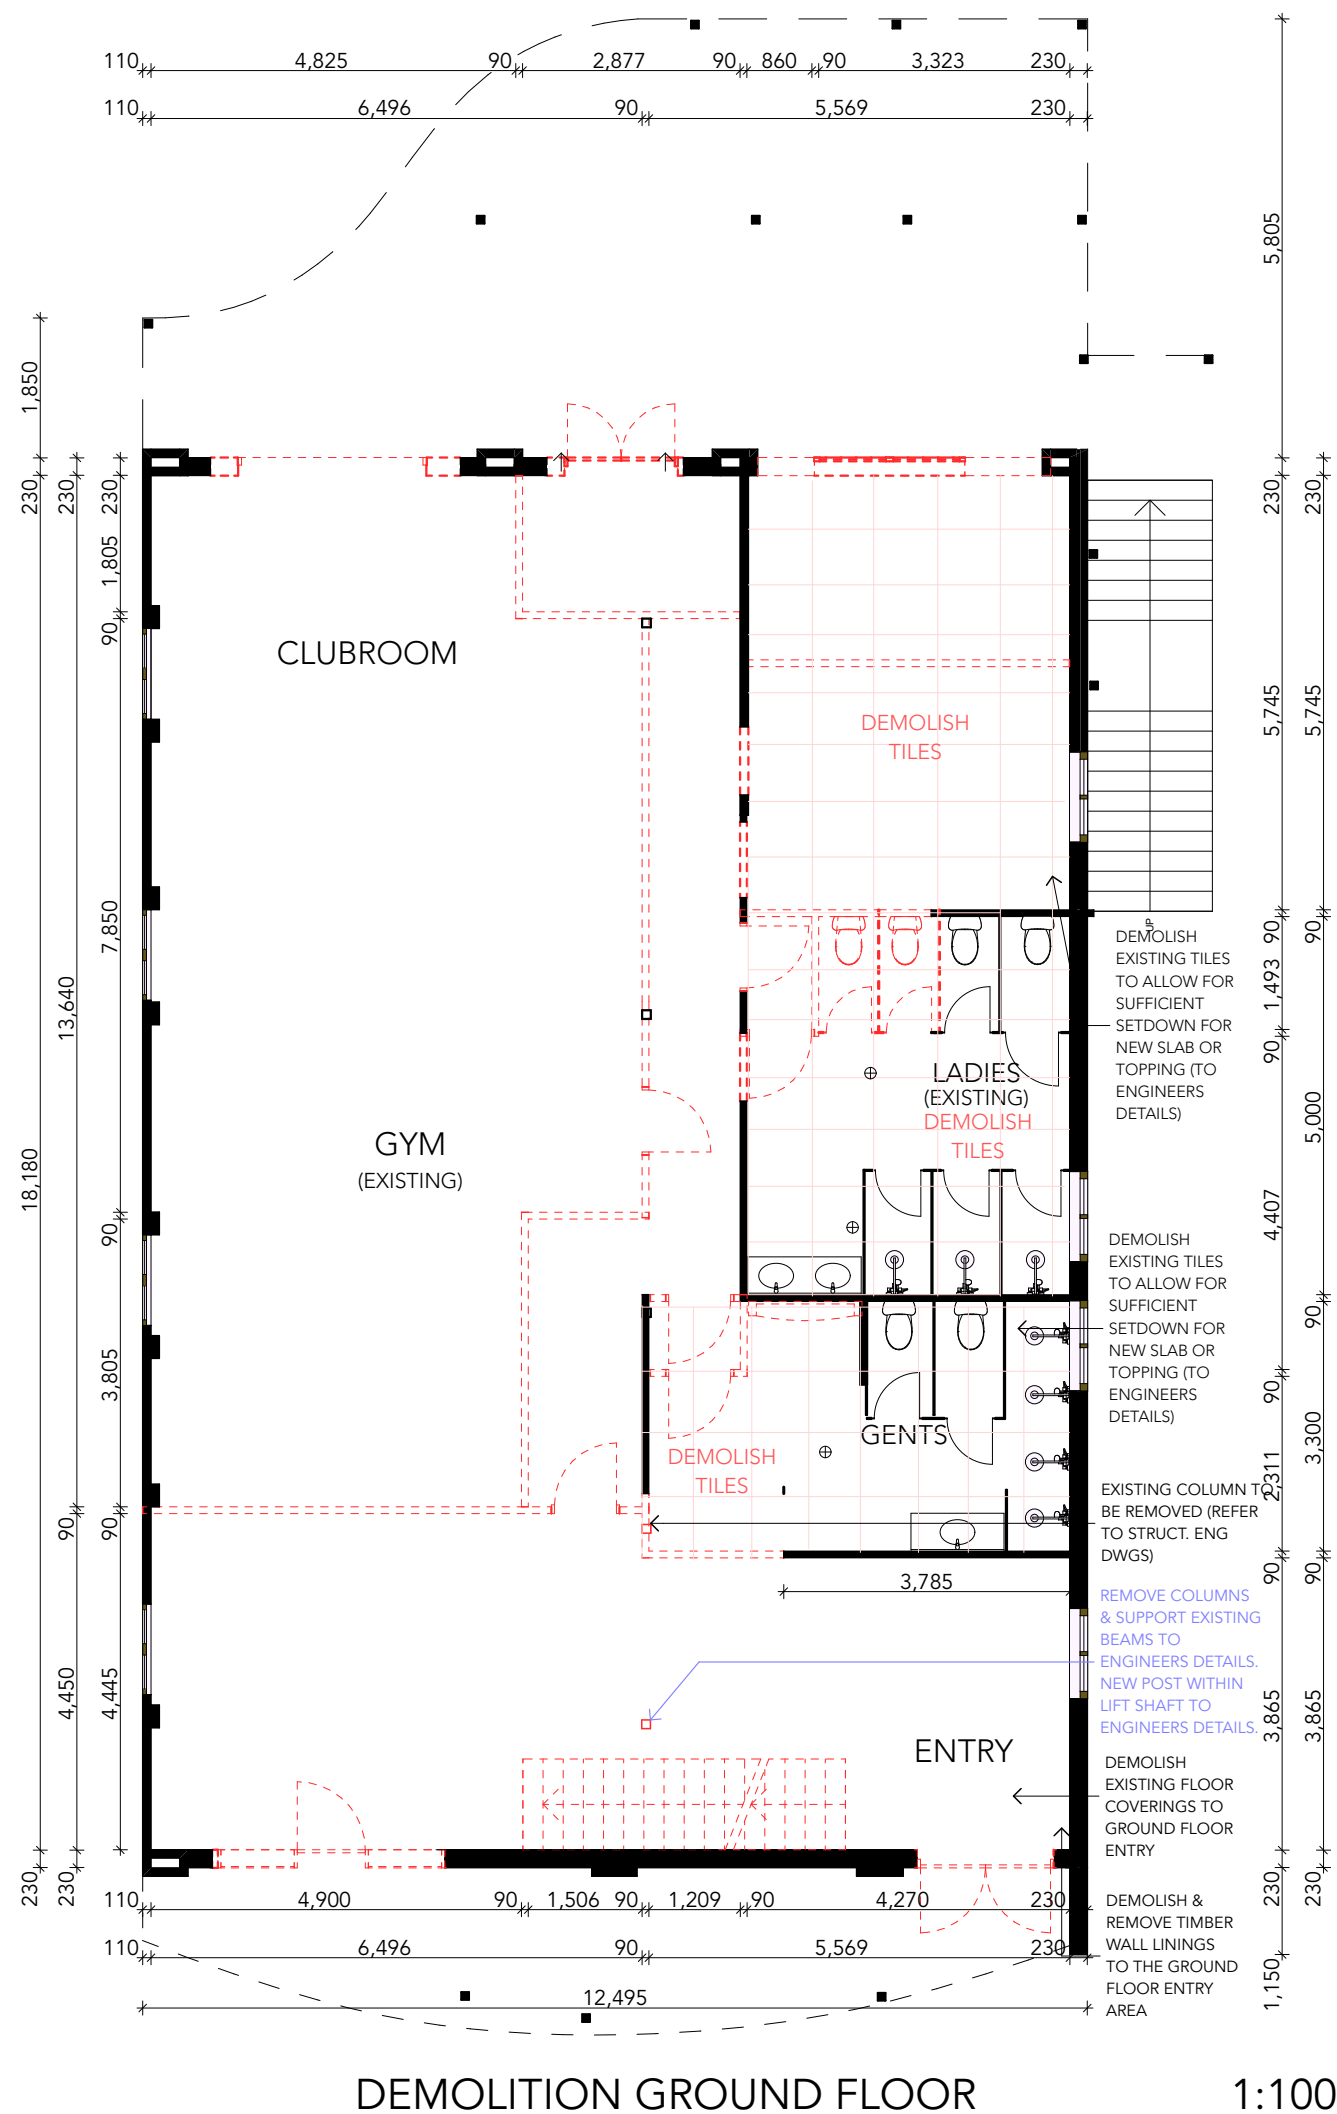 110 4,825 90 2,877 90 860 90 3,323 230
110 6,496 90 5,569 230
5,805
1,850
230 230 230
230 230
1,805
90
CLUBROOM
DEMOLISH
TILES
5,745 5,745
7,850
13,640
18,180
UP
90 90
1,493
90
DEMOLISH
EXISTING TILES
TO ALLOW FOR
SUFFICIENT
SETDOWN FOR
NEW SLAB OR
TOPPING (TO
ENGINEERS
DETAILS)
LADIES
(EXISTING)
DEMOLISH
TILES
5,000
GYM
(EXISTING)
4,407
90
DEMOLISH
EXISTING TILES
TO ALLOW FOR
SUFFICIENT
SETDOWN FOR
NEW SLAB OR
TOPPING (TO
ENGINEERS
DETAILS)
90
90
3,805
GENTS
3,300
DEMOLISH
TILES
2,311
EXISTING COLUMN TO
BE REMOVED (REFER
TO STRUCT. ENG
DWGS)
90 90
90 90
3,785
REMOVE COLUMNS
& SUPPORT EXISTING
BEAMS TO
ENGINEERS DETAILS.
NEW POST WITHIN
LIFT SHAFT TO
ENGINEERS DETAILS.
4,450 4,445
3,865 3,865
ENTRY
DEMOLISH
EXISTING FLOOR
COVERINGS TO
GROUND FLOOR
ENTRY
230 230
230 230
110 4,900 90 1,506 90 1,209 90 4,270 230
DEMOLISH &
REMOVE TIMBER
WALL LININGS
TO THE GROUND
FLOOR ENTRY
AREA
110 6,496 90 5,569 230
1,150
12,495
DEMOLITION GROUND FLOOR 1:100